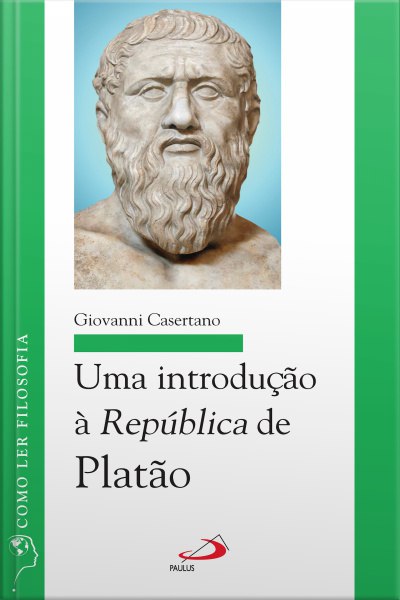 Giovanni Casertano
Uma introdução
à República de
Platão
PAULUS
COMO LER FILOSOFIA